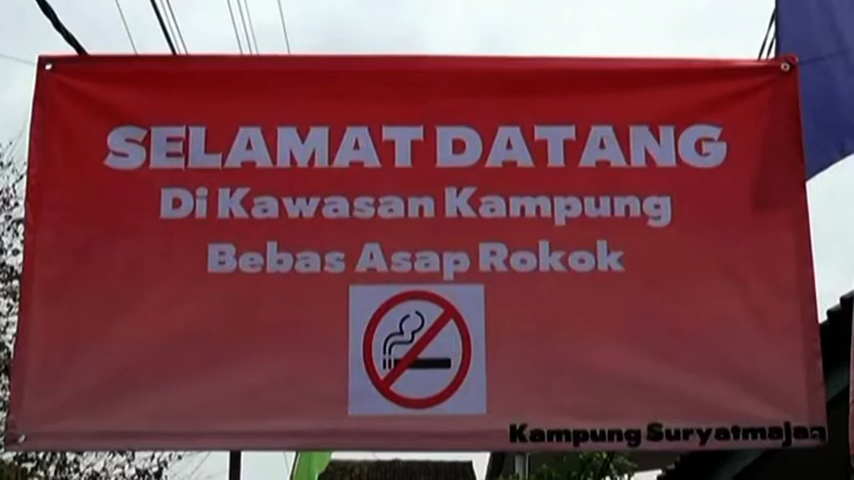 SELAMAT DATANG
Di Kawasan Kampung
Bebas Asap Rokok
Kampung Suryatmajan